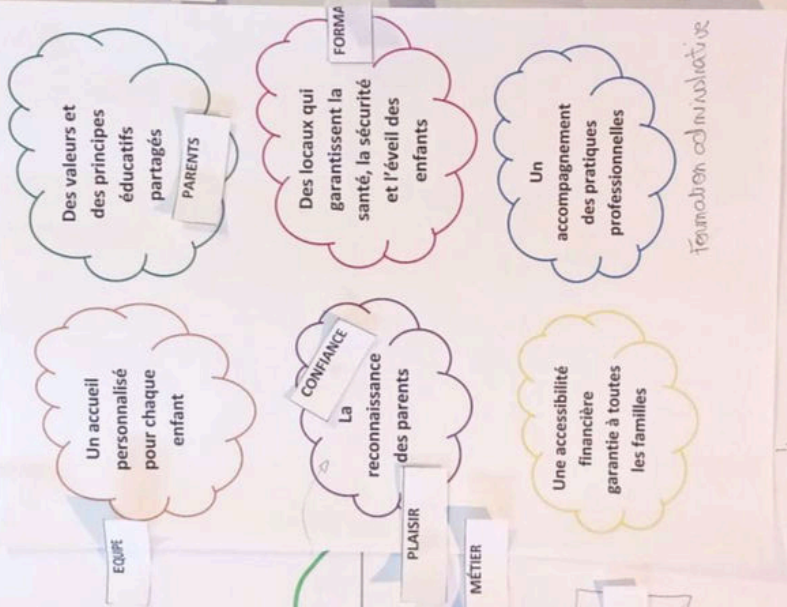 Un accueil
personnalisé
pour chaque
enfant
EQUIPE
Des valeurs et
des principes
éducatifs
partagés
PARENTS
CONFIANCE
La
reconnaissance
des parents
PLAISIR
MÉTIER
FORMA
Des locaux qui
garantissent la
santé, la sécurité
et l'éveil des
enfants
Une accessibilité
financière
garantie à toutes
les familles
Un
accompagnement
des pratiques
professionnelles
Formation administrative